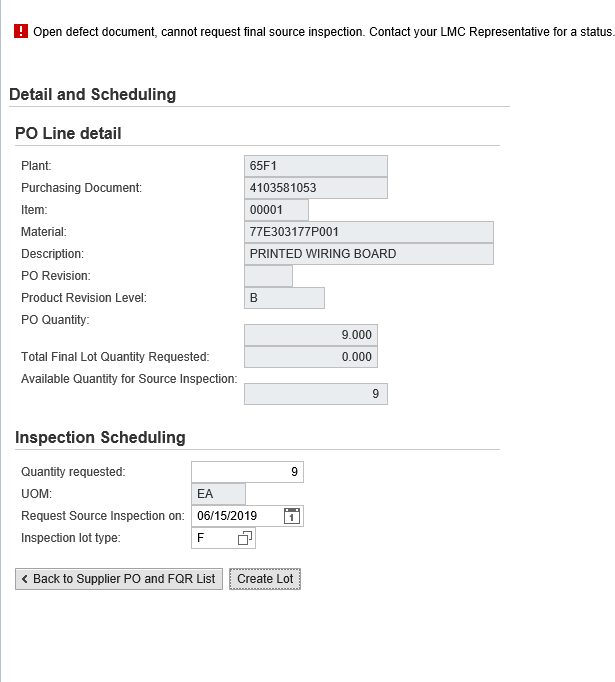 Open defect document, cannot request final source inspection. Contact your LMC Representative for a status.
Detail and Scheduling
PO Line detail
Plant: 65F1
Purchasing Document: 4103581053
Item: 00001
Material: 77E303177P001
Description: PRINTED WIRING BOARD
PO Revision:
Product Revision Level: B
PO Quantity:
9.000
Total Final Lot Quantity Requested: 0.000
Available Quantity for Source Inspection:
9
Inspection Scheduling
Quantity requested: 9
UOM: EA
Request Source Inspection on: 06/15/2019
Inspection lot type: F
Back to Supplier PO and FQR List Create Lot